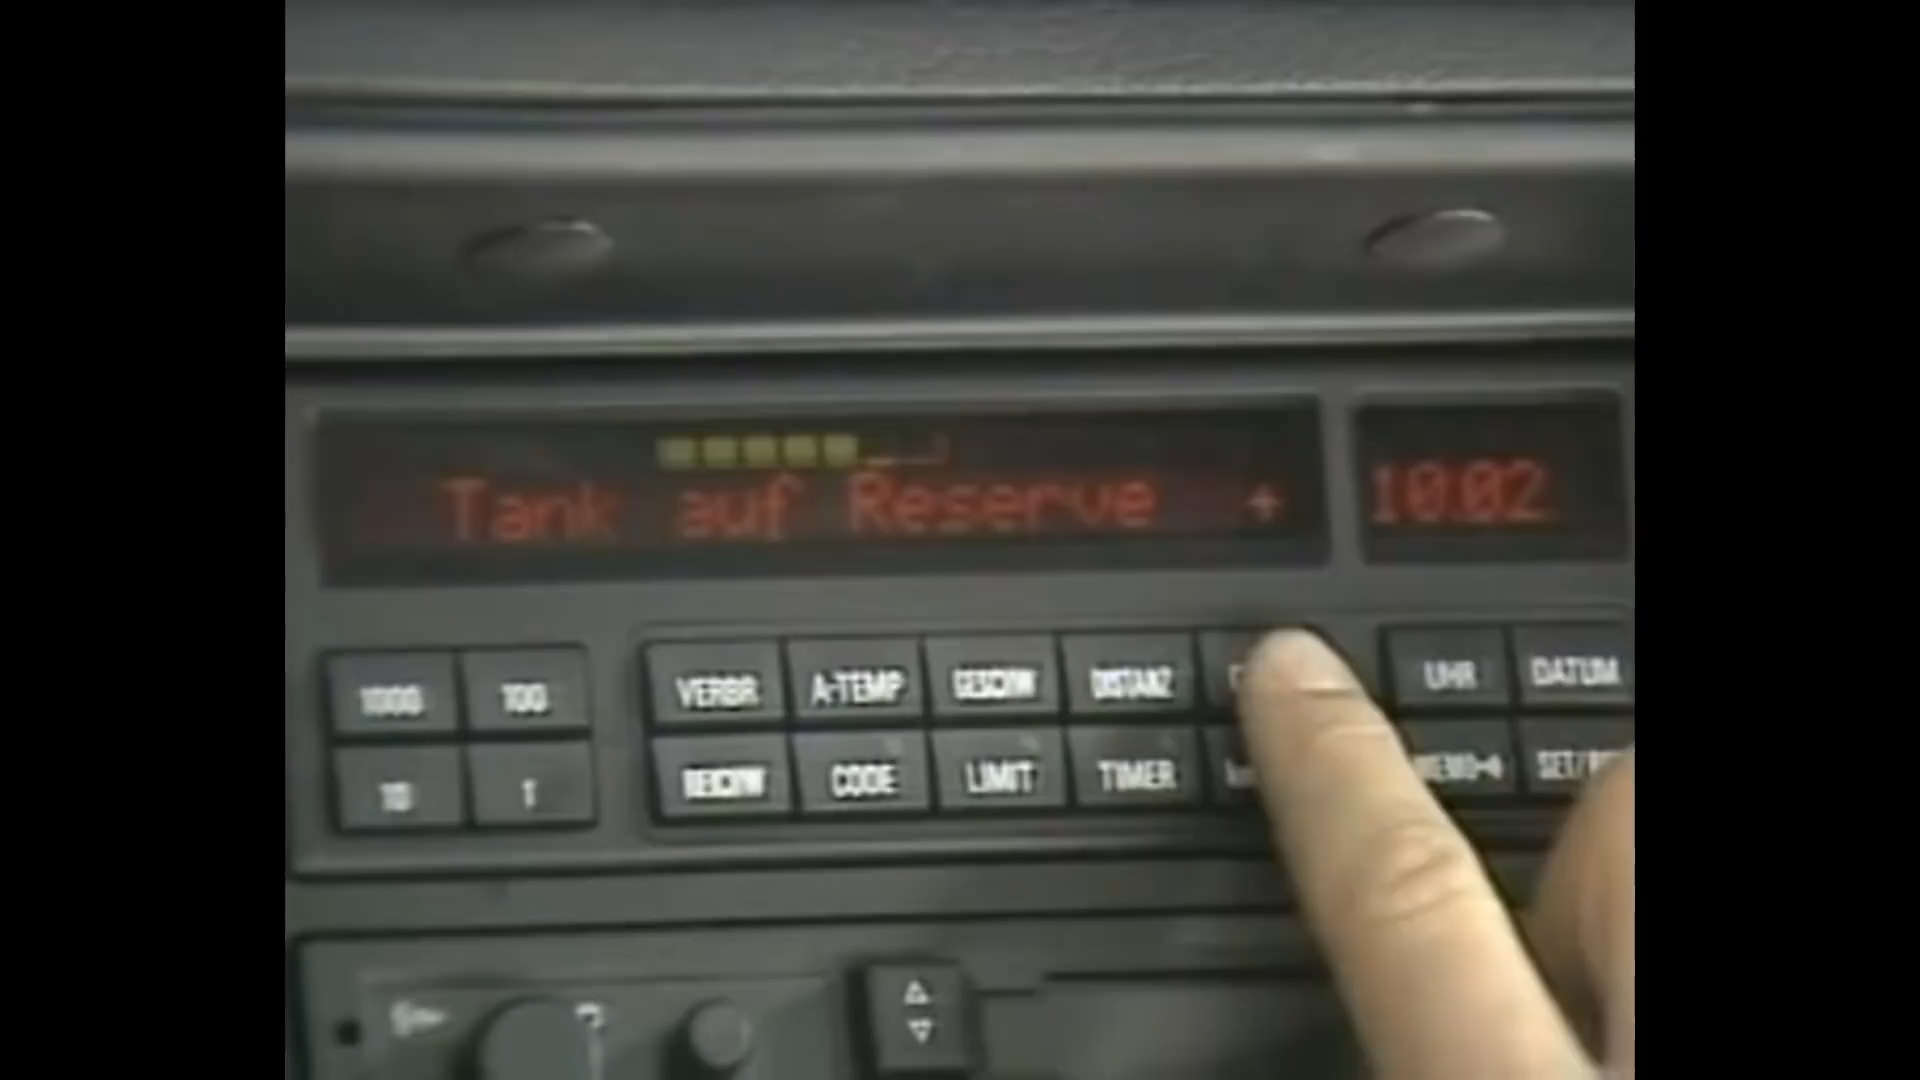 Tank auf Reserve +
10:02
1000 100
10 1
VERBR A-TEMP GESCHW DISTANZ
REICHW CODE LIMIT TIMER
UHR DATUM
MEMO